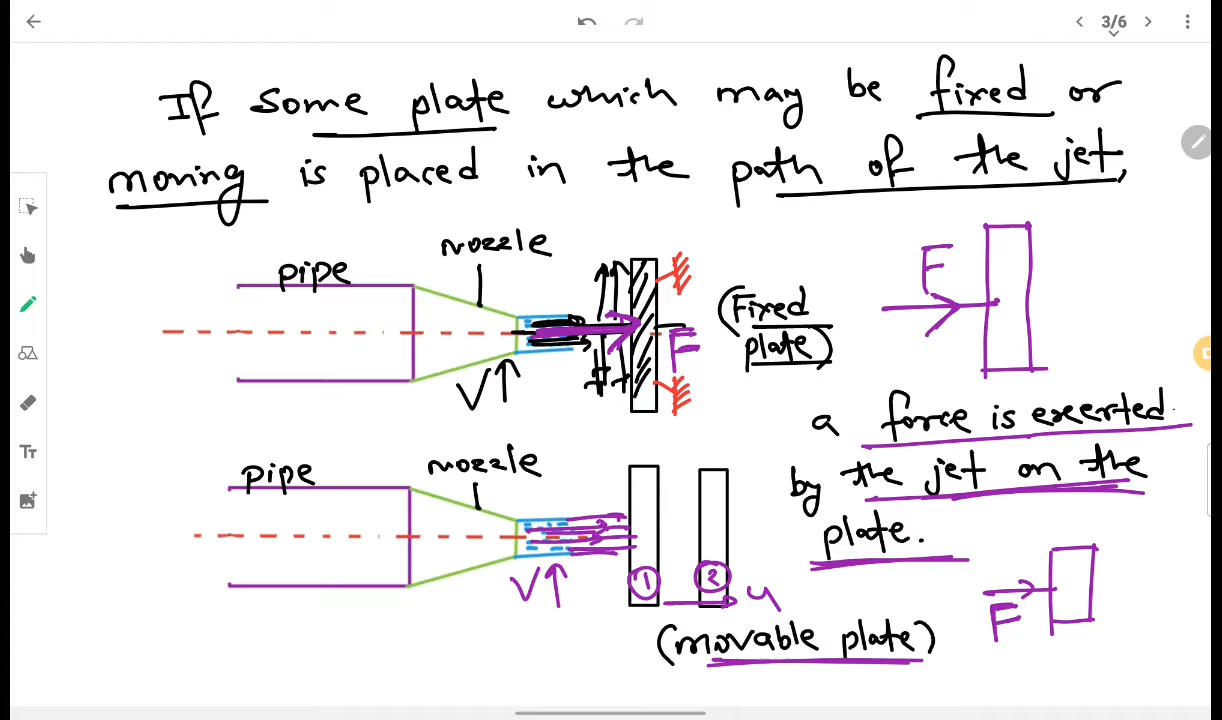 3/6
If some plate which may be fixed or
moving is placed in the path of the jet,
nozzle
pipe
F
(Fixed
plate)
F
V↑
a force is exerted
by the jet on the
plate.
nozzle
pipe
Tт
V↑
1
2
u
F
(movable plate)